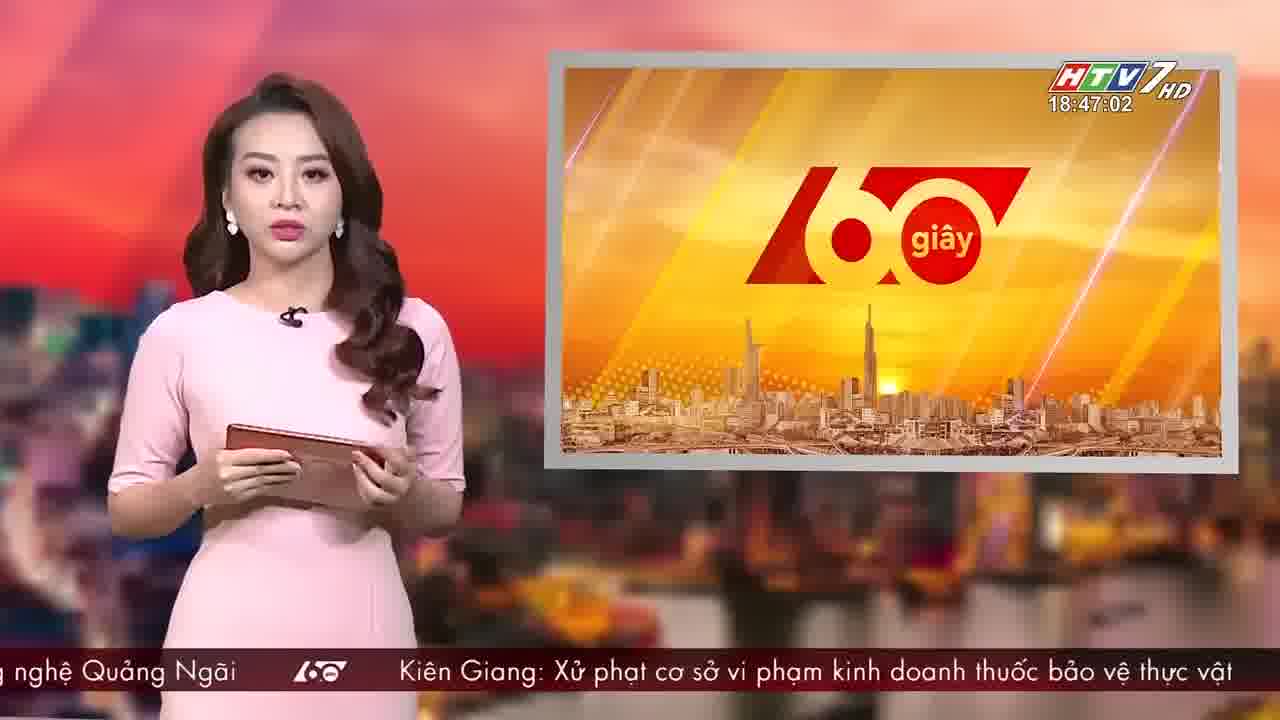 HTV7 HD
18:47:02
60 giây
g nghệ Quảng Ngãi 60 Kiên Giang: Xử phạt cơ sở vi phạm kinh doanh thuốc bảo vệ thực vật